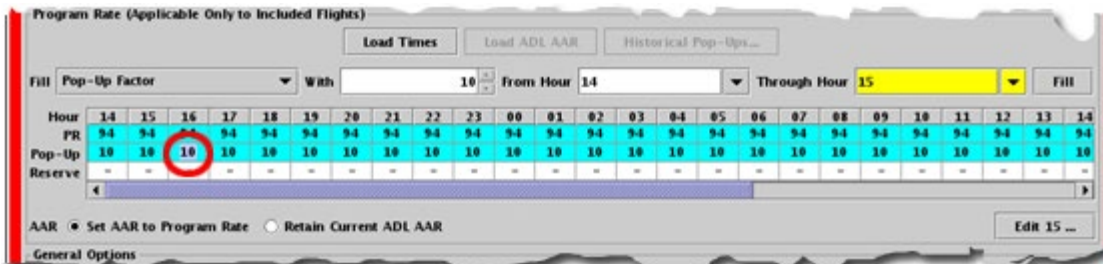 Program Rate (Applicable Only to Included Flights)
Load Times Load ADL AAR Historical Pop-Ups...
Fill Pop-Up Factor With 10 From Hour 14 Through Hour 15 Fill
Hour 14 15 16 17 18 19 20 21 22 23 00 01 02 03 04 05 06 07 08 09 10 11 12 13 14
PR 94 94 94 94 94 94 94 94 94 94 94 94 94 94 94 94 94 94 94 94 94 94 94 94 94
Pop-Up 10 10 10 10 10 10 10 10 10 10 10 10 10 10 10 10 10 10 10 10 10 10 10 10 10
Reserve - - - - - - - - - - - - - - - - - - - - - - - - -
AAR Set AAR to Program Rate Retain Current ADL AAR Edit 15 ...
General Options